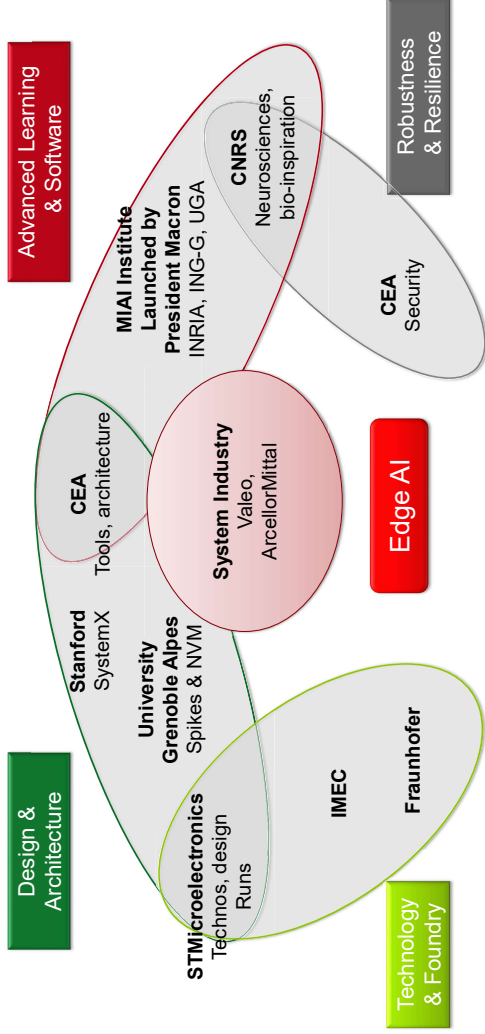 Design &
Architecture
Advanced Learning
& Software
Stanford
SystemX
CEA
Tools, architecture
MIAI Institute
Launched by
President Macron
INRIA, ING-G, UGA
University
Grenoble Alpes
Spikes & NVM
STMicroelectronics
Technos, design
Runs
System Industry
Valeo,
ArcellorMittal
CNRS
Neurosciences,
bio-inspiration
IMEC
Fraunhofer
CEA
Security
Technology
& Foundry
Edge AI
Robustness
& Resilience